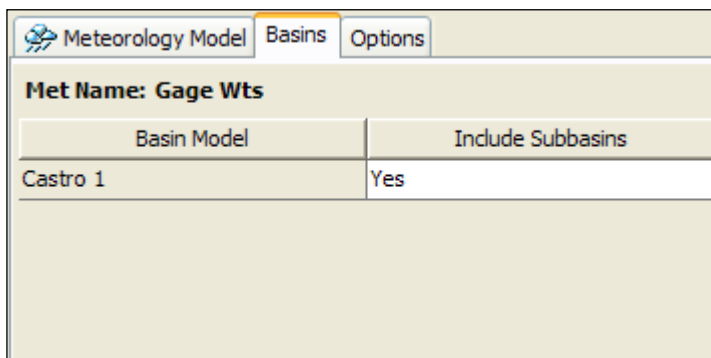 Meteorology Model Basins Options
Met Name: Gage Wts
Basin Model Include Subbasins
Castro 1 Yes